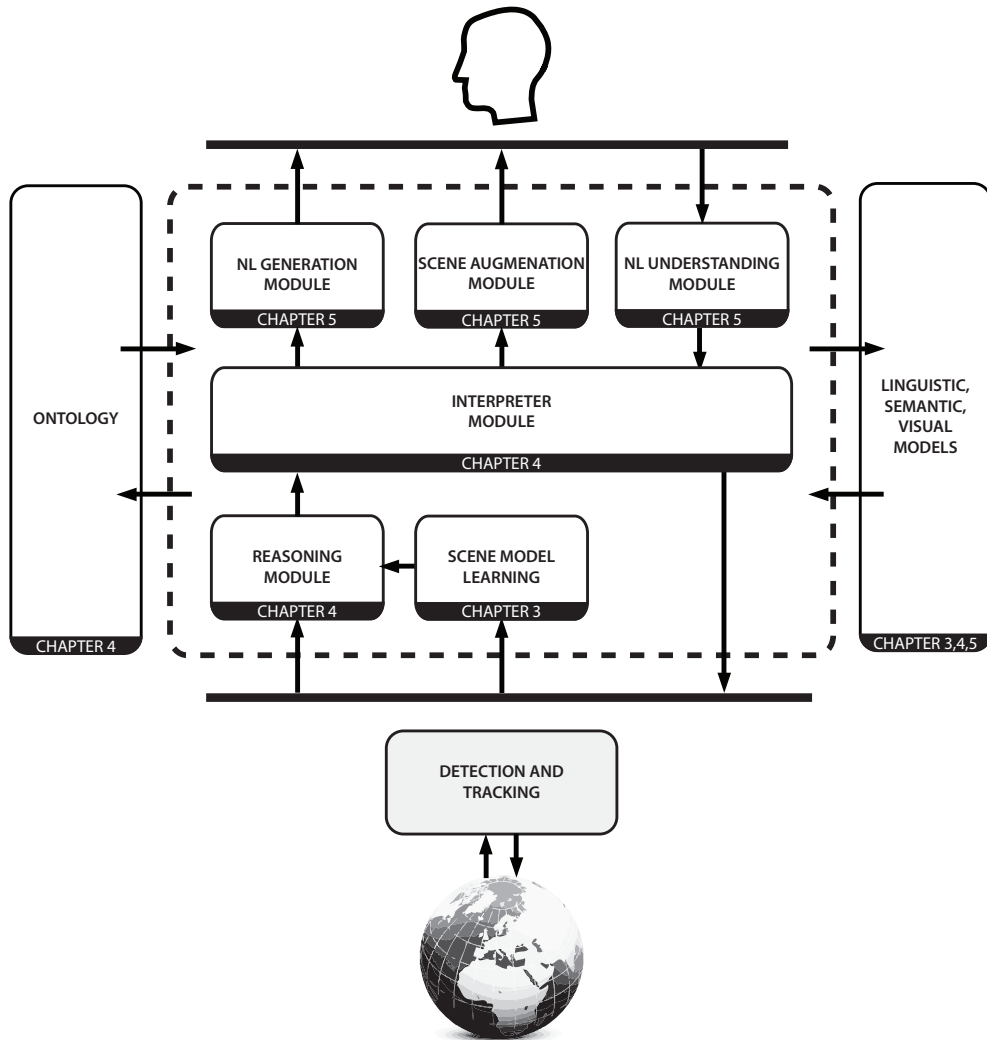 NL GENERATION
MODULE
CHAPTER 5
SCENE AUGMENATION
MODULE
CHAPTER 5
NL UNDERSTANDING
MODULE
CHAPTER 5
ONTOLOGY
CHAPTER 4
INTERPRETER
MODULE
CHAPTER 4
LINGUISTIC,
SEMANTIC,
VISUAL
MODELS
CHAPTER 3,4,5
REASONING
MODULE
CHAPTER 4
SCENE MODEL
LEARNING
CHAPTER 3
DETECTION AND
TRACKING